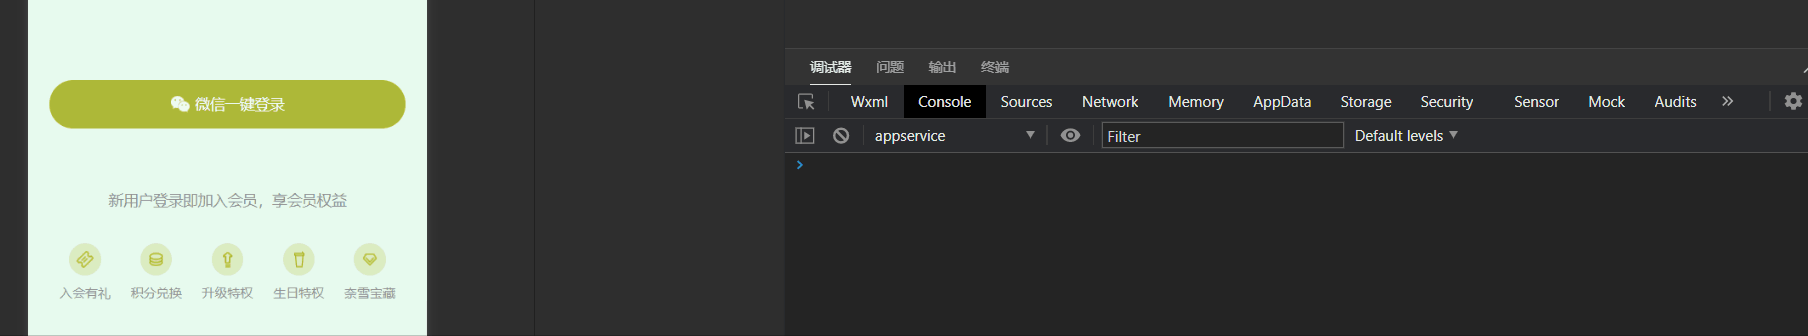 微信一键登录
新用户登录即加入会员，享会员权益
入会有礼 积分兑换 升级特权 生日特权 奈雪宝藏
调试器 问题 输出 终端
Wxml Console Sources Network Memory AppData Storage Security Sensor Mock Audits
appservice Filter Default levels